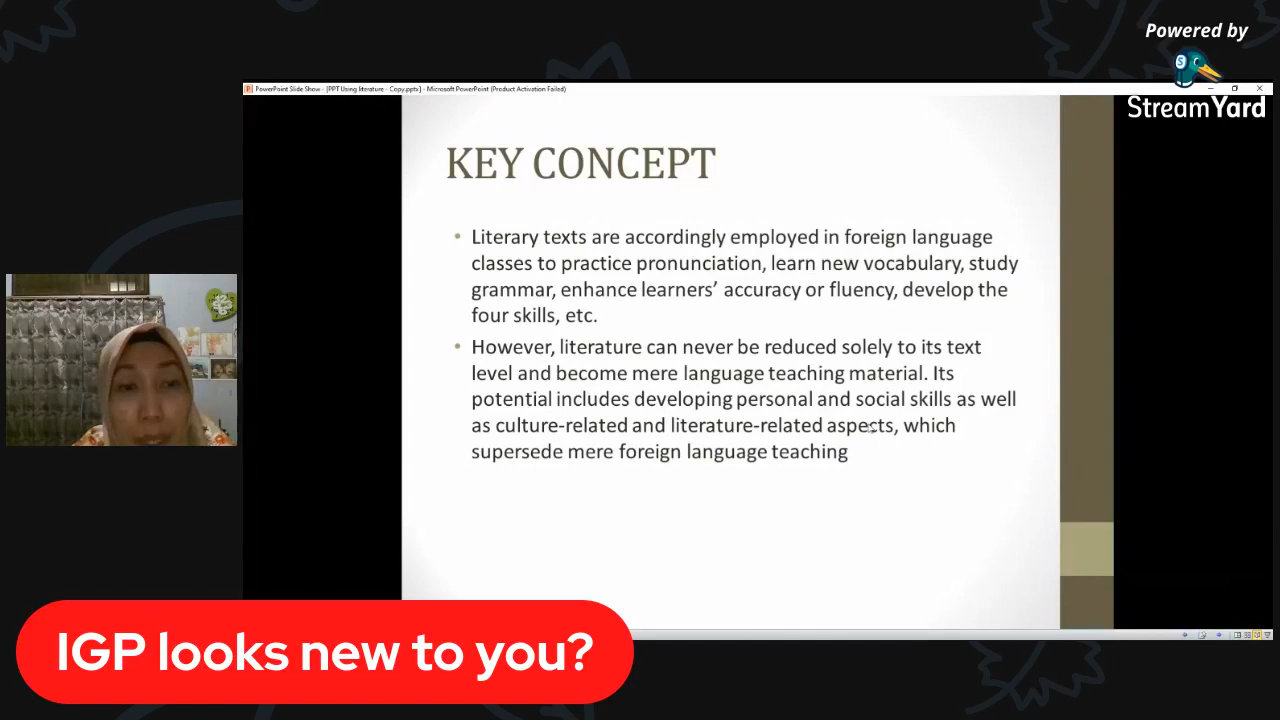 Powered by
StreamYard
PowerPoint Slide Show - [PPT Using literature - Copy.pptx] - Microsoft PowerPoint (Product Activation Failed)
KEY CONCEPT
• Literary texts are accordingly employed in foreign language
classes to practice pronunciation, learn new vocabulary, study
grammar, enhance learners’ accuracy or fluency, develop the
four skills, etc.
• However, literature can never be reduced solely to its text
level and become mere language teaching material. Its
potential includes developing personal and social skills as well
as culture-related and literature-related aspects, which
supersede mere foreign language teaching
IGP looks new to you?